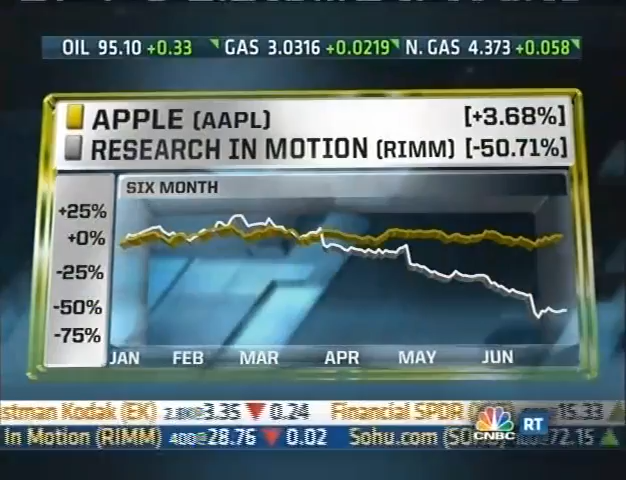 OIL 95.10 +0.33 GAS 3.0316 +0.0219 N. GAS 4.373 +0.058
APPLE (AAPL) [+3.68%]
RESEARCH IN MOTION (RIMM) [-50.71%]
SIX MONTH
+25%
+0%
-25%
-50%
-75%
JAN FEB MAR APR MAY JUN
stman Kodak (EK) 3.35 0.24 Financial SPDR 15.33
In Motion (RIMM) 400@28.76 0.02 Sohu.com 72.15
CNBC RT